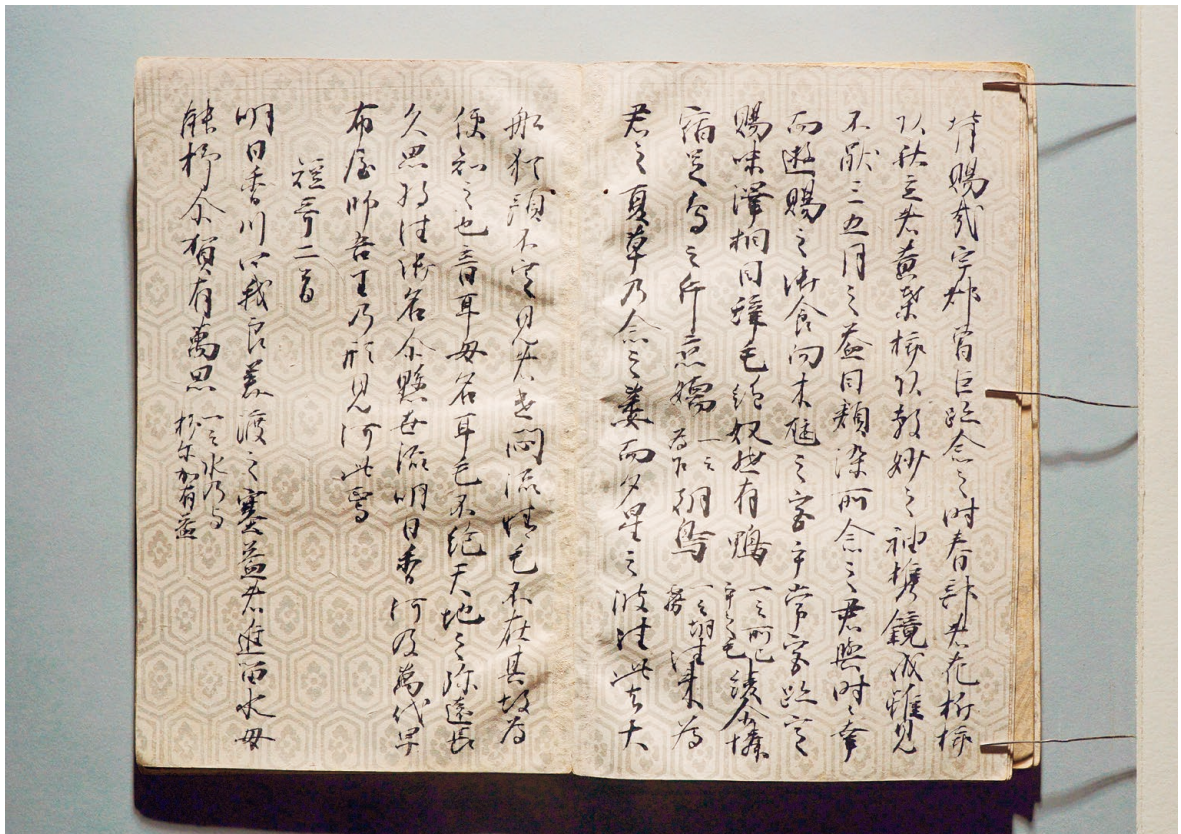 背賜哉宇都曽臣跡念之時春部者花折挿
頭秋立者黄葉挿頭敷妙之袖携鏡成雖見
不猒三五月之益目頬染所念之君與時々幸
而遊賜之御食向木缻之宮乎常宮跡定
賜味澤相目辞毛絶奴然有鴨一云所己乎之毛綾尓憐
宿兄鳥之片恋嬬一云為乍朝鳥一云朝霧徃来為
君之夏草乃念之萎而夕星之彼徃此去大
船猶預不定見者遣悶流情毛不在其故為
便知之也音耳母名耳毛不絶天地之弥遠長
久思将徃御名尓懸世流明日香河及萬代早
布屋師吾王乃形見何此焉
短哥二首
明日香川四我良美渡之塞益者進留水母
能杼尓賀有萬思一云水乃与杼尓加有益